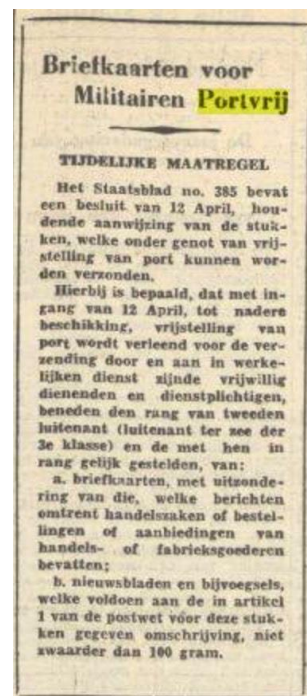 Briefkaarten voor
Militairen Portvrij
TIJDELIJKE MAATREGEL
Het Staatsblad no. 385 bevat
een besluit van 12 April, hou-
dende aanwijzing van de stuk-
ken, welke onder genot van vrij-
stelling van port kunnen wor-
den verzonden.
Hierbij is bepaald, dat met in-
gang van 12 April, tot nadere
beschikking, vrijstelling van
port wordt verleend voor de ver-
zending door en aan in werke-
lijken dienst zijnde vrijwillig
dienenden en dienstplichtigen,
beneden den rang van tweeden
luitenant (luitenant ter zee der
3e klasse) en de met hen in
rang gelijk gestelden, van:
a. briefkaarten, met uitzonde-
ring van die, welke berichten
omtrent handelszaken of bestel-
lingen of aanbiedingen van
handels- of fabrieksgoederen
bevatten;
b. nieuwsbladen en bijvoegsels,
welke voldoen aan de in artikel
1 van de postwet vóor deze stuk-
ken gegeven omschrijving, niet
zwaarder dan 100 gram.